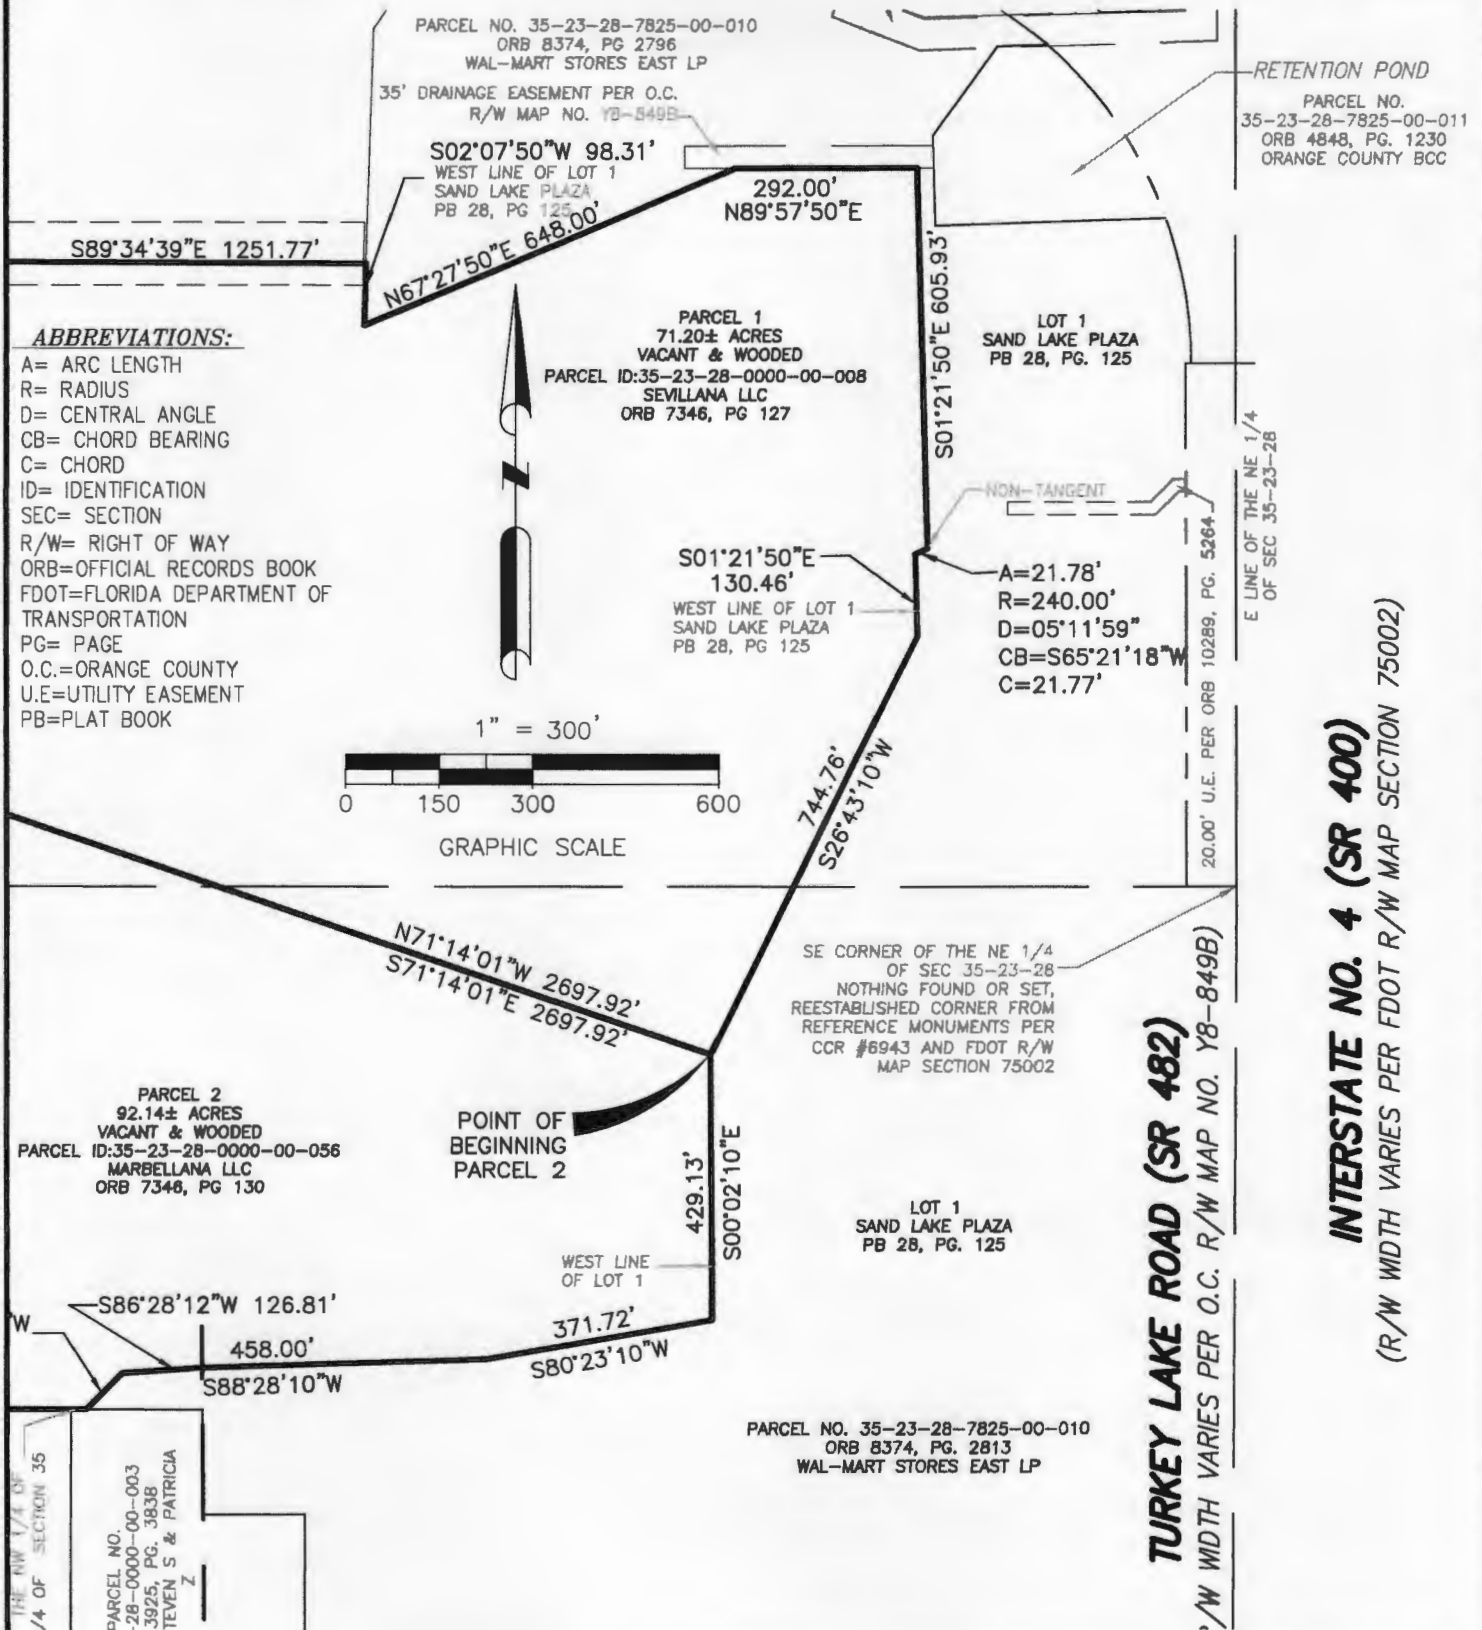 PARCEL NO. 35-23-28-7825-00-010
ORB 8374, PG 2796
WAL-MART STORES EAST LP
35' DRAINAGE EASEMENT PER O.C.
R/W MAP NO. Y8-849B
S02°07'50"W 98.31'
WEST LINE OF LOT 1
SAND LAKE PLAZA
PB 28, PG 125
RETENTION POND
PARCEL NO.
35-23-28-7825-00-011
ORB 4848, PG. 1230
ORANGE COUNTY BCC
292.00'
N89°57'50"E
S89°34'39"E 1251.77'
N67°27'50"E 648.00'
S01°21'50"E 605.93'
PARCEL 1
71.20± ACRES
VACANT & WOODED
PARCEL ID:35-23-28-0000-00-008
SEVILLANA LLC
ORB 7346, PG 127
LOT 1
SAND LAKE PLAZA
PB 28, PG. 125
ABBREVIATIONS:
A= ARC LENGTH
R= RADIUS
D= CENTRAL ANGLE
CB= CHORD BEARING
C= CHORD
ID= IDENTIFICATION
SEC= SECTION
R/W= RIGHT OF WAY
ORB=OFFICIAL RECORDS BOOK
FDOT=FLORIDA DEPARTMENT OF
TRANSPORTATION
PG= PAGE
O.C.=ORANGE COUNTY
U.E=UTILITY EASEMENT
PB=PLAT BOOK
N
E LINE OF THE NE 1/4
OF SEC 35-23-28
NON-TANGENT
S01°21'50"E
130.46'
WEST LINE OF LOT 1
SAND LAKE PLAZA
PB 28, PG 125
A=21.78'
R=240.00'
D=05°11'59"
CB=S65°21'18"W
C=21.77'
20.00' U.E. PER ORB 10289, PG. 5264
1" = 300'
0 150 300 600
GRAPHIC SCALE
744.76'
S26°43'10"W
N71°14'01"W 2697.92'
S71°14'01"E 2697.92'
SE CORNER OF THE NE 1/4
OF SEC 35-23-28
NOTHING FOUND OR SET,
REESTABLISHED CORNER FROM
REFERENCE MONUMENTS PER
CCR #6943 AND FDOT R/W
MAP SECTION 75002
INTERSTATE NO. 4 (SR 400)
(R/W WIDTH VARIES PER FDOT R/W MAP SECTION 75002)
TURKEY LAKE ROAD (SR 482)
R/W WIDTH VARIES PER O.C. R/W MAP NO. Y8-849B)
PARCEL 2
92.14± ACRES
VACANT & WOODED
PARCEL ID:35-23-28-0000-00-056
MARBELLANA LLC
ORB 7346, PG 130
POINT OF
BEGINNING
PARCEL 2
429.13'
S00°02'10"E
LOT 1
SAND LAKE PLAZA
PB 28, PG. 125
WEST LINE
OF LOT 1
S86°28'12"W 126.81'
"W
458.00'
S88°28'10"W
371.72'
S80°23'10"W
PARCEL NO. 35-23-28-7825-00-010
ORB 8374, PG. 2813
WAL-MART STORES EAST LP
THE NW 1/4 OF
/4 OF SECTION 35
PARCEL NO.
-28-0000-00-003
3925, PG. 3838
TEVEN S & PATRICIA
Z